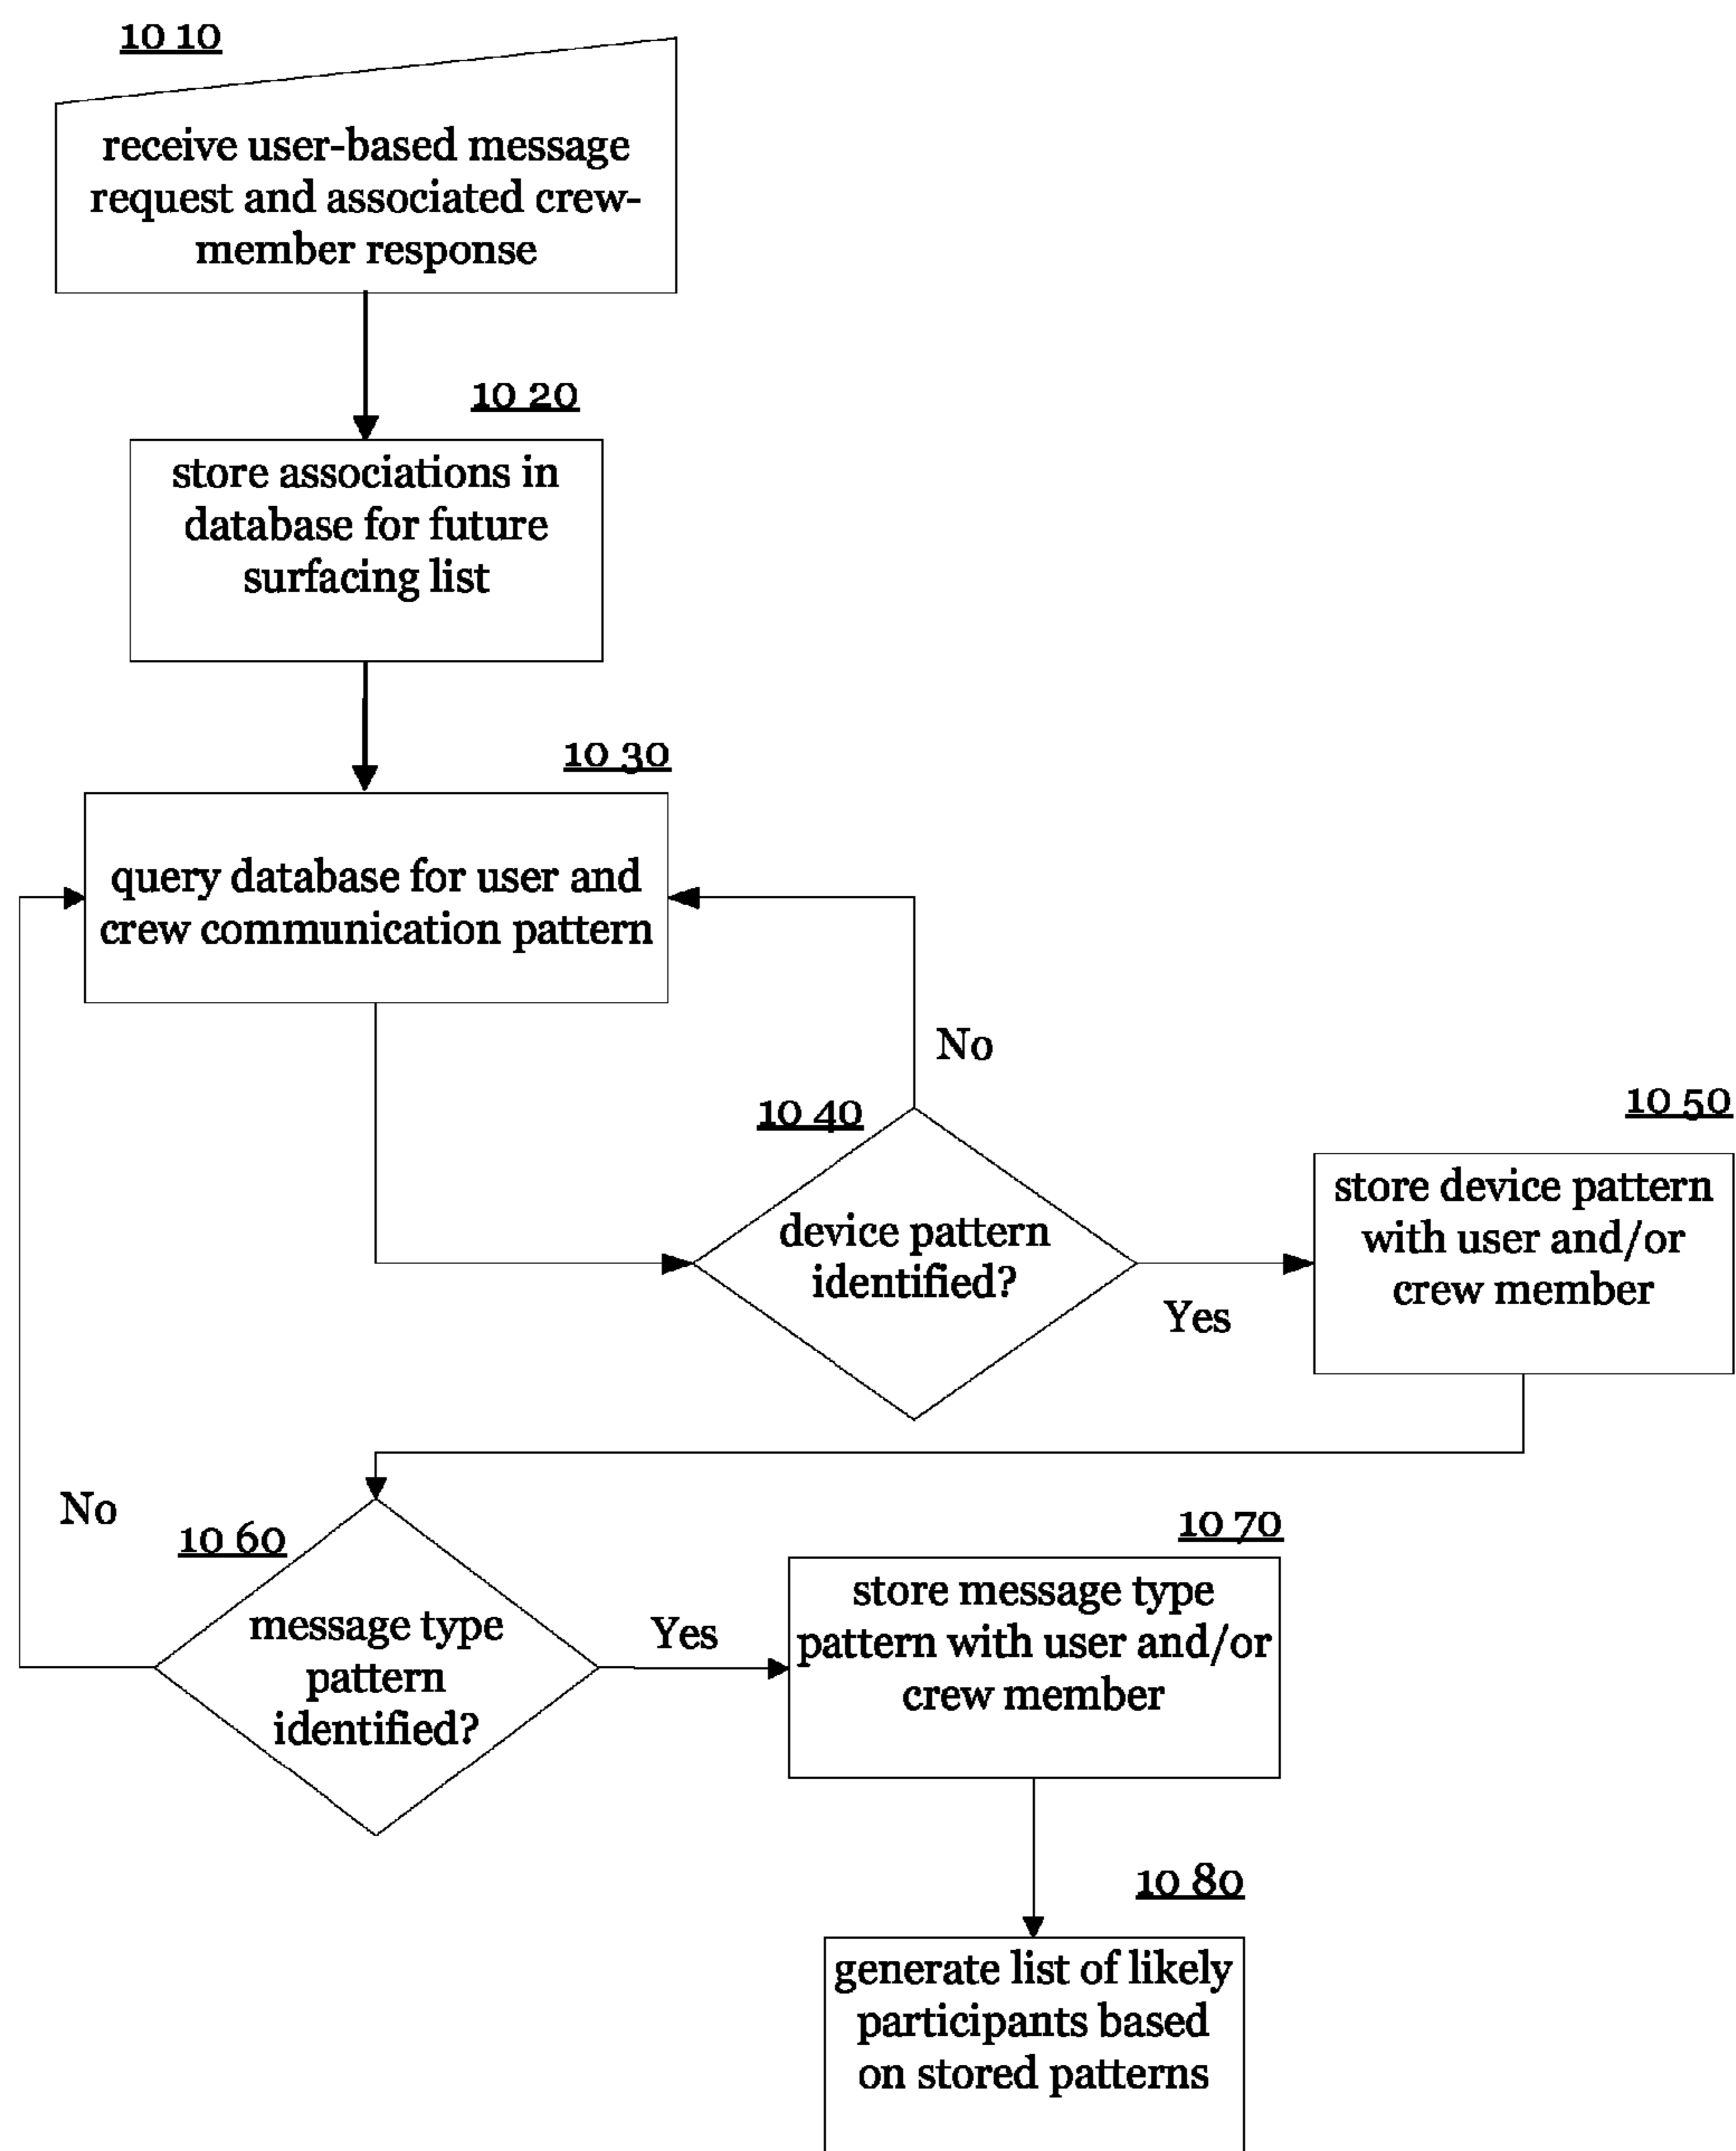 10 10
receive user-based message
request and associated crew-
member response
10 20
store associations in
database for future
surfacing list
10 30
query database for user and
crew communication pattern
No
10 40
device pattern
identified?
Yes
10 50
store device pattern
with user and/or
crew member
No
10 60
message type
pattern
identified?
Yes
10 70
store message type
pattern with user and/or
crew member
10 80
generate list of likely
participants based
on stored patterns